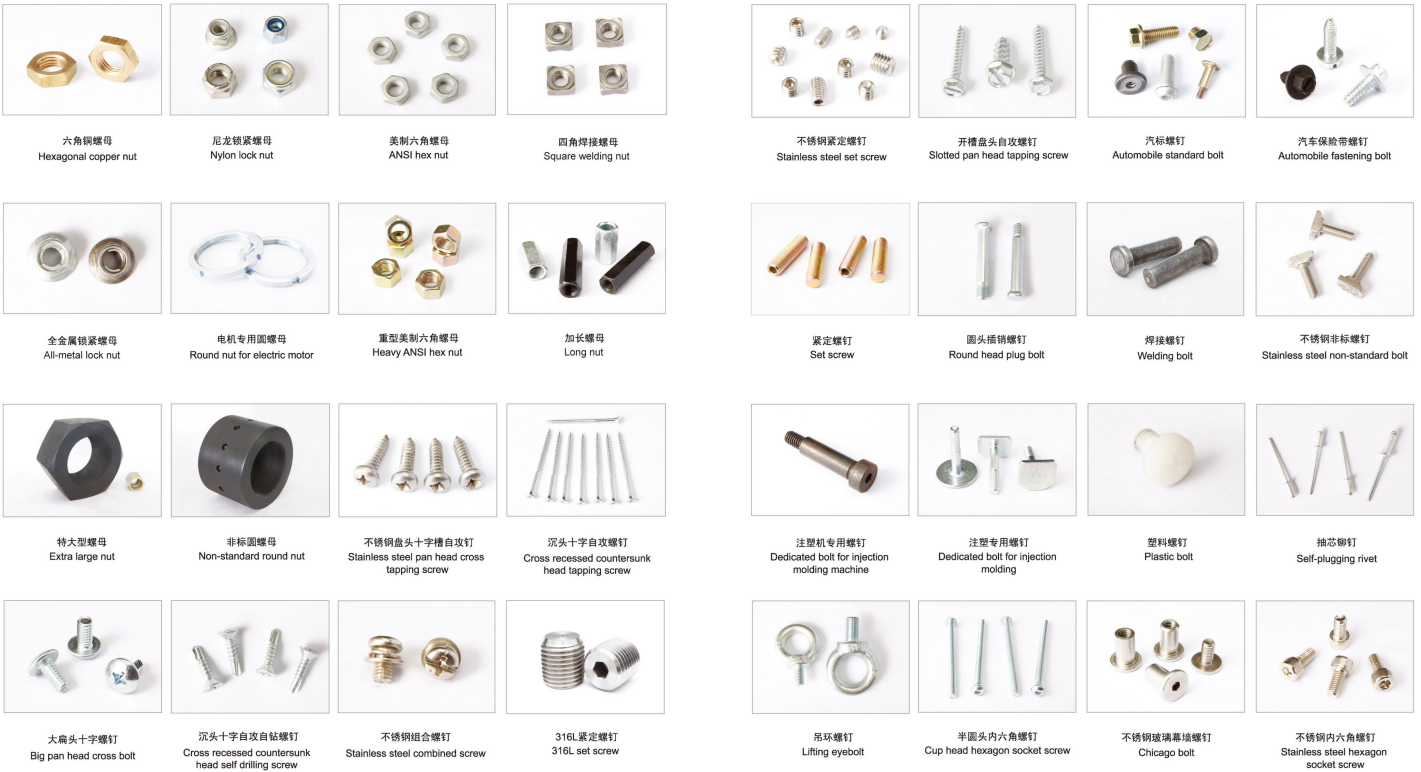 六角铜螺母
Hexagonal copper nut
尼龙锁紧螺母
Nylon lock nut
美制六角螺母
ANSI hex nut
四角焊接螺母
Square welding nut
不锈钢紧定螺钉
Stainless steel set screw
开槽盘头自攻螺钉
Slotted pan head tapping screw
汽标螺钉
Automobile standard bolt
汽车保险带螺钉
Automobile fastening bolt
全金属锁紧螺母
All-metal lock nut
电机专用圆螺母
Round nut for electric motor
重型美制六角螺母
Heavy ANSI hex nut
加长螺母
Long nut
紧定螺钉
Set screw
圆头插销螺钉
Round head plug bolt
焊接螺钉
Welding bolt
不锈钢非标螺钉
Stainless steel non-standard bolt
特大型螺母
Extra large nut
非标圆螺母
Non-standard round nut
不锈钢盘头十字槽自攻钉
Stainless steel pan head cross
tapping screw
沉头十字自攻螺钉
Cross recessed countersunk
head tapping screw
注塑机专用螺钉
Dedicated bolt for injection
molding machine
注塑专用螺钉
Dedicated bolt for injection
molding
塑料螺钉
Plastic bolt
抽芯铆钉
Self-plugging rivet
大扁头十字螺钉
Big pan head cross bolt
沉头十字自攻自钻螺钉
Cross recessed countersunk
head self drilling screw
不锈钢组合螺钉
Stainless steel combined screw
316L紧定螺钉
316L set screw
吊环螺钉
Lifting eyebolt
半圆头内六角螺钉
Cup head hexagon socket screw
不锈钢玻璃幕墙螺钉
Chicago bolt
不锈钢内六角螺钉
Stainless steel hexagon
socket screw